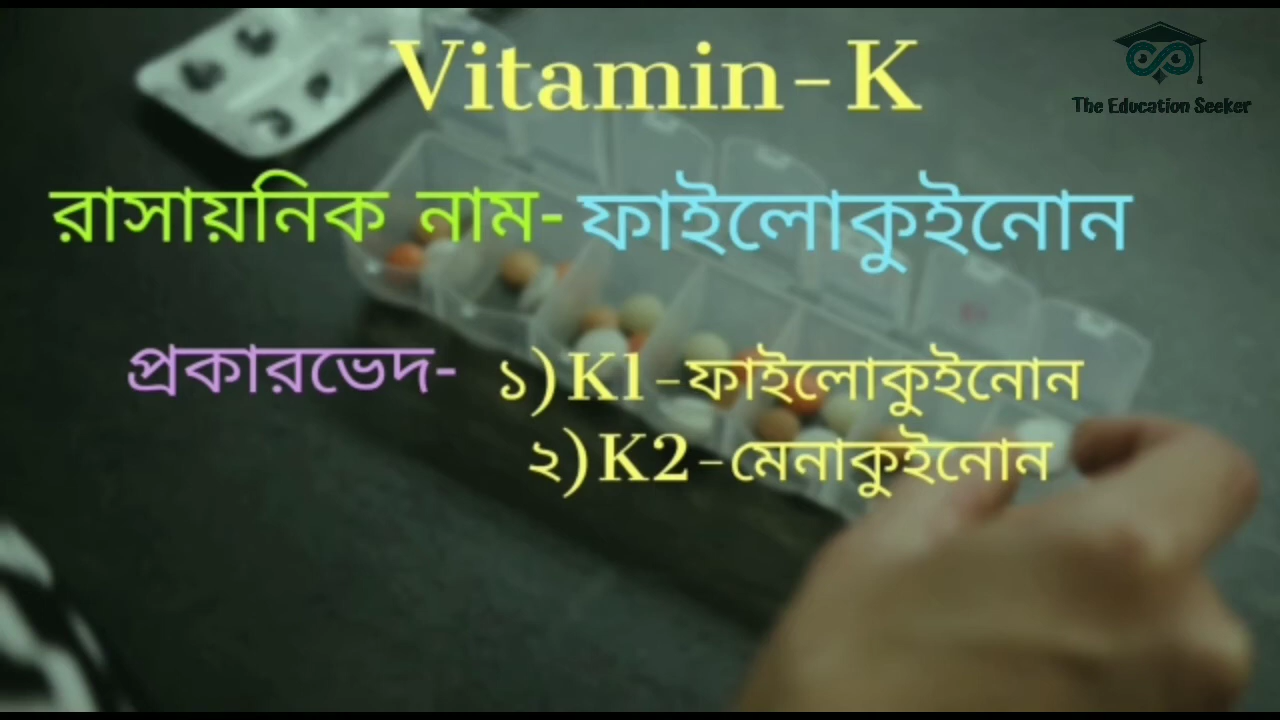 Vitamin - K
The Education Seeker
রাসায়নিক নাম- ফাইলোকুইনোন
প্রকারভেদ- ১) K1 - ফাইলোকুইনোন
২) K2 - মেনাকুইনোন